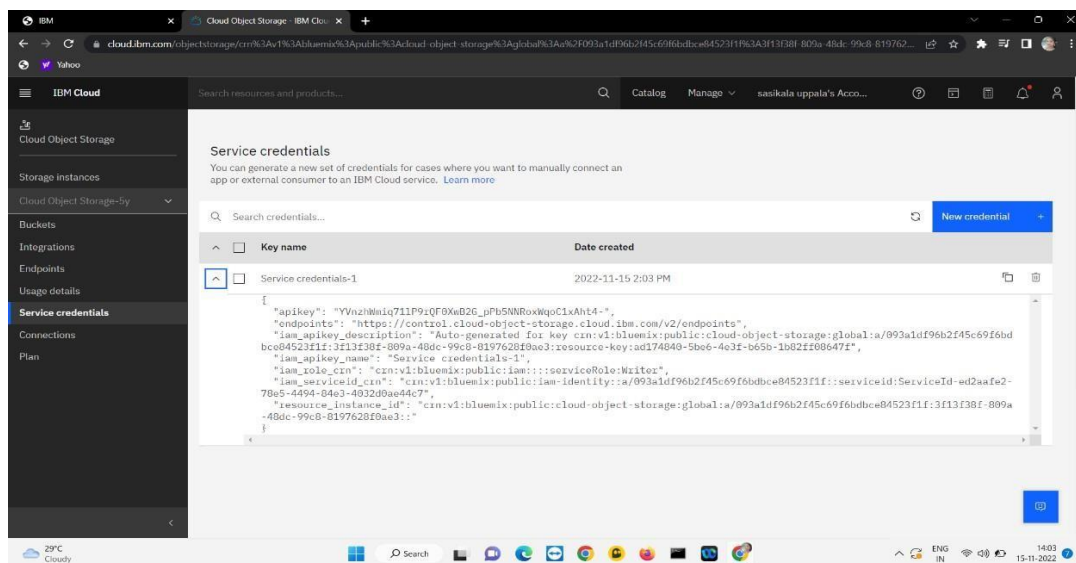 IBM
Cloud Object Storage - IBM Clou
cloud.ibm.com/objectstorage/crn%3Av1%3Abluemix%3Apublic%3Acloud-object-storage%3Aglobal%3Aa%2F093a1df96b2f45c69f6bdbce84523f1f%3A3f13f38f-809a-48dc-99c8-819762...
Yahoo
IBM Cloud
Search resources and products...
Catalog
Manage
sasikala uppala's Acco...
Cloud Object Storage
Storage instances
Cloud Object Storage-5y
Buckets
Integrations
Endpoints
Usage details
Service credentials
Connections
Plan
Service credentials
You can generate a new set of credentials for cases where you want to manually connect an
app or external consumer to an IBM Cloud service. Learn more
Search credentials...
New credential +
Key name
Date created
Service credentials-1
2022-11-15 2:03 PM
{
"apikey":
"endpoints": "https://control.cloud-object-storage.cloud.ibm.com/v2/endpoints",
"iam_apikey_description": "Auto-generated for key crn:v1:bluemix:public:cloud-object-storage:global:a/093a1df96b2f45c69f6bd
bce84523f1f:3f13f38f-809a-48dc-99c8-8197628f0ae3:resource-key:ad174840-5be6-4e3f-b65b-1b82ff08647f",
"iam_apikey_name": "Service credentials-1",
"iam_role_crn": "crn:v1:bluemix:public:iam::::serviceRole:Writer",
"iam_serviceid_crn": "crn:v1:bluemix:public:iam-identity::a/093a1df96b2f45c69f6bdbce84523f1f::serviceid:ServiceId-ed2aafe2-
78e5-4494-84e3-4032d0ae44c7",
"resource_instance_id": "crn:v1:bluemix:public:cloud-object-storage:global:a/093a1df96b2f45c69f6bdbce84523f1f:3f13f38f-809a
-48dc-99c8-8197628f0ae3::"
}
29°C
Cloudy
Search
ENG
IN
14:03
15-11-2022